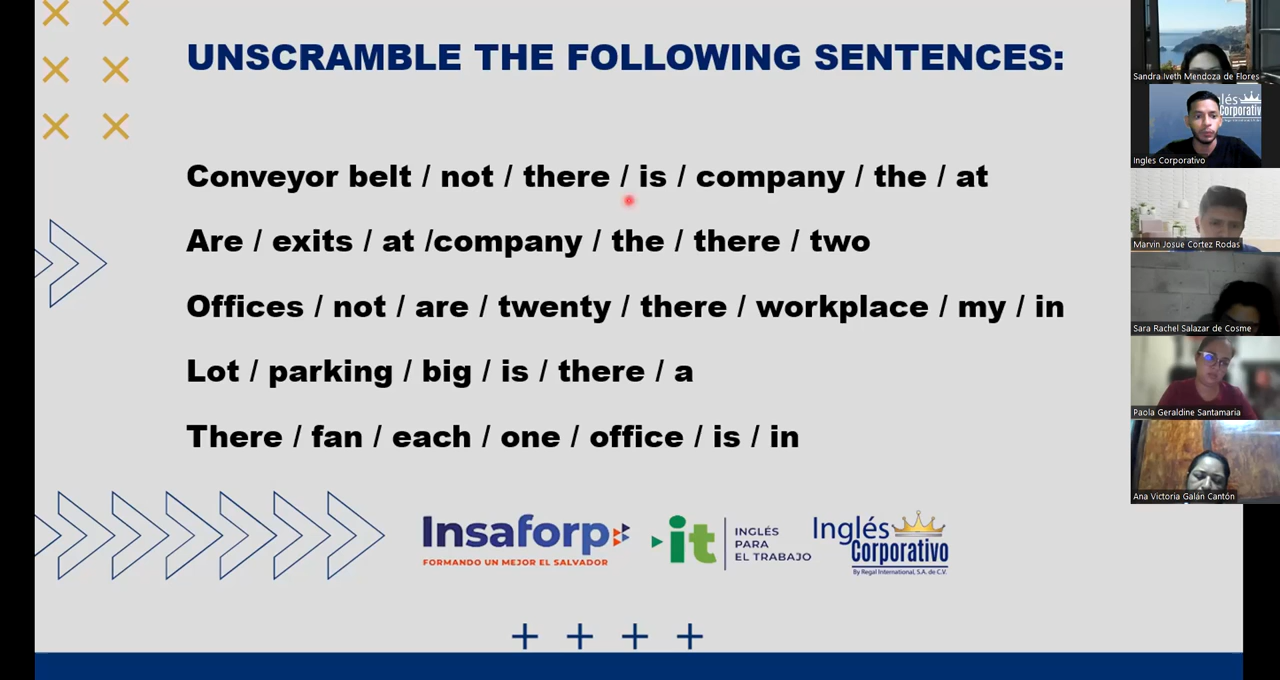 UNSCRAMBLE THE FOLLOWING SENTENCES:
Conveyor belt / not / there / is / company / the / at
Are / exits / at /company / the / there / two
Offices / not / are / twenty / there / workplace / my / in
Lot / parking / big / is / there / a
There / fan / each / one / office / is / in
Insaforp
FORMANDO UN MEJOR EL SALVADOR
it
INGLÉS
PARA
EL TRABAJO
Inglés
Corporativo
By Regal International, S.A. de C.V.
Sandra Iveth Mendoza de Flores
Ingles Corporativo
Marvin Josue Cortez Rodas
Sara Rachel Salazar de Cosme
Paola Geraldine Santamaria
Ana Victoria Galán Cantón